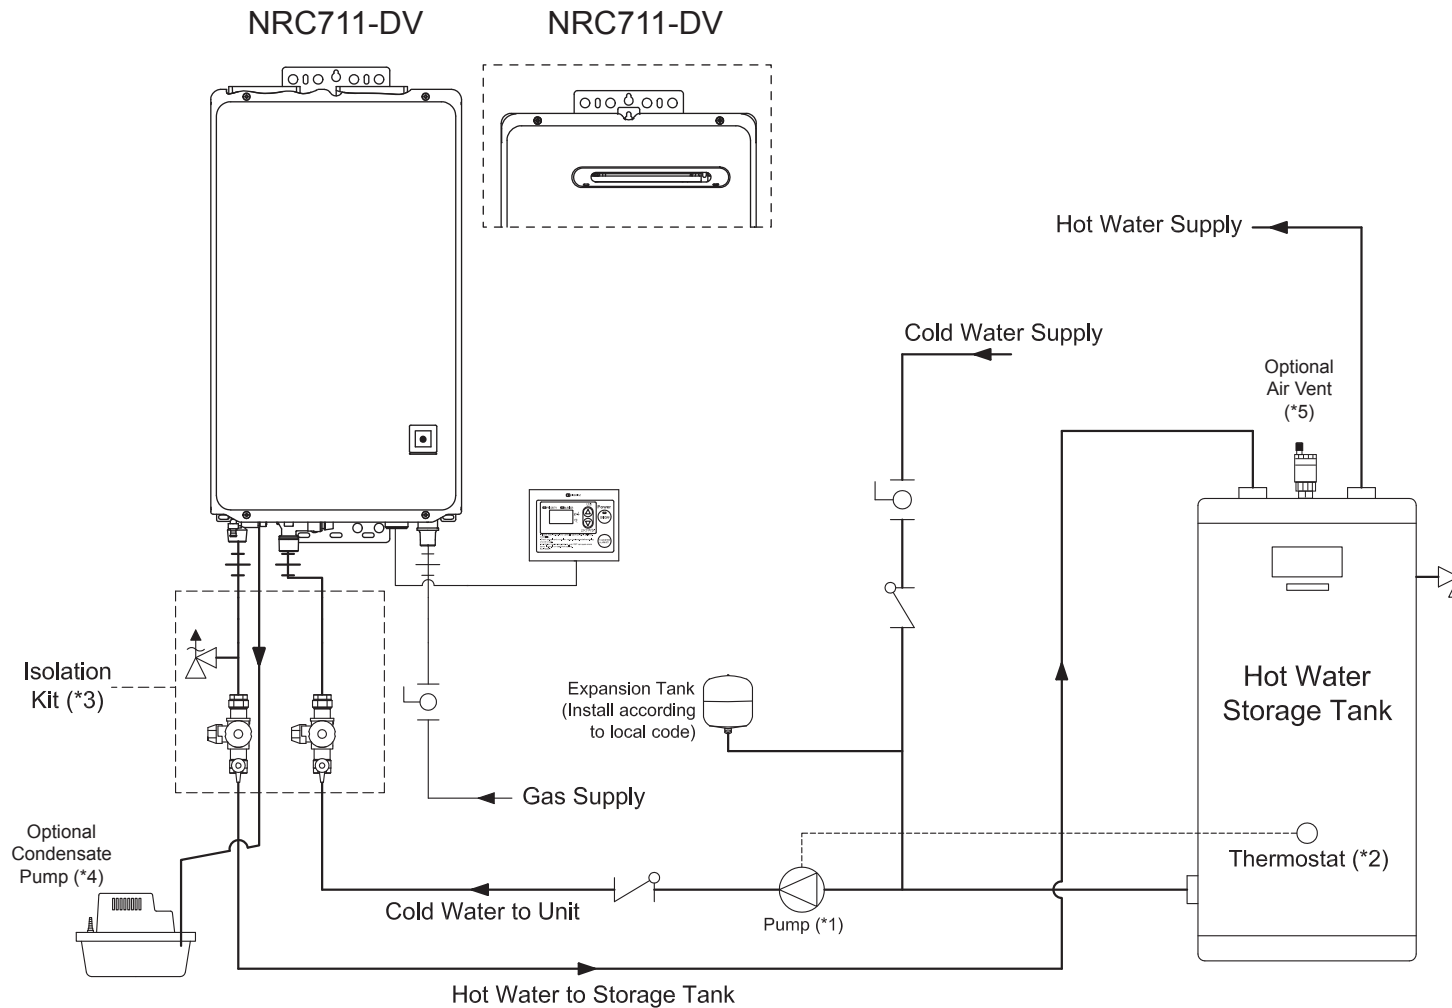 NRC711-DV
NRC711-DV
Hot Water Supply
Cold Water Supply
Optional
Air Vent
(*5)
Power
Isolation
Kit (*3)
Expansion Tank
(Install according
to local code)
Hot Water
Storage Tank
Gas Supply
Optional
Condensate
Pump (*4)
Thermostat (*2)
Cold Water to Unit
Pump (*1)
Hot Water to Storage Tank